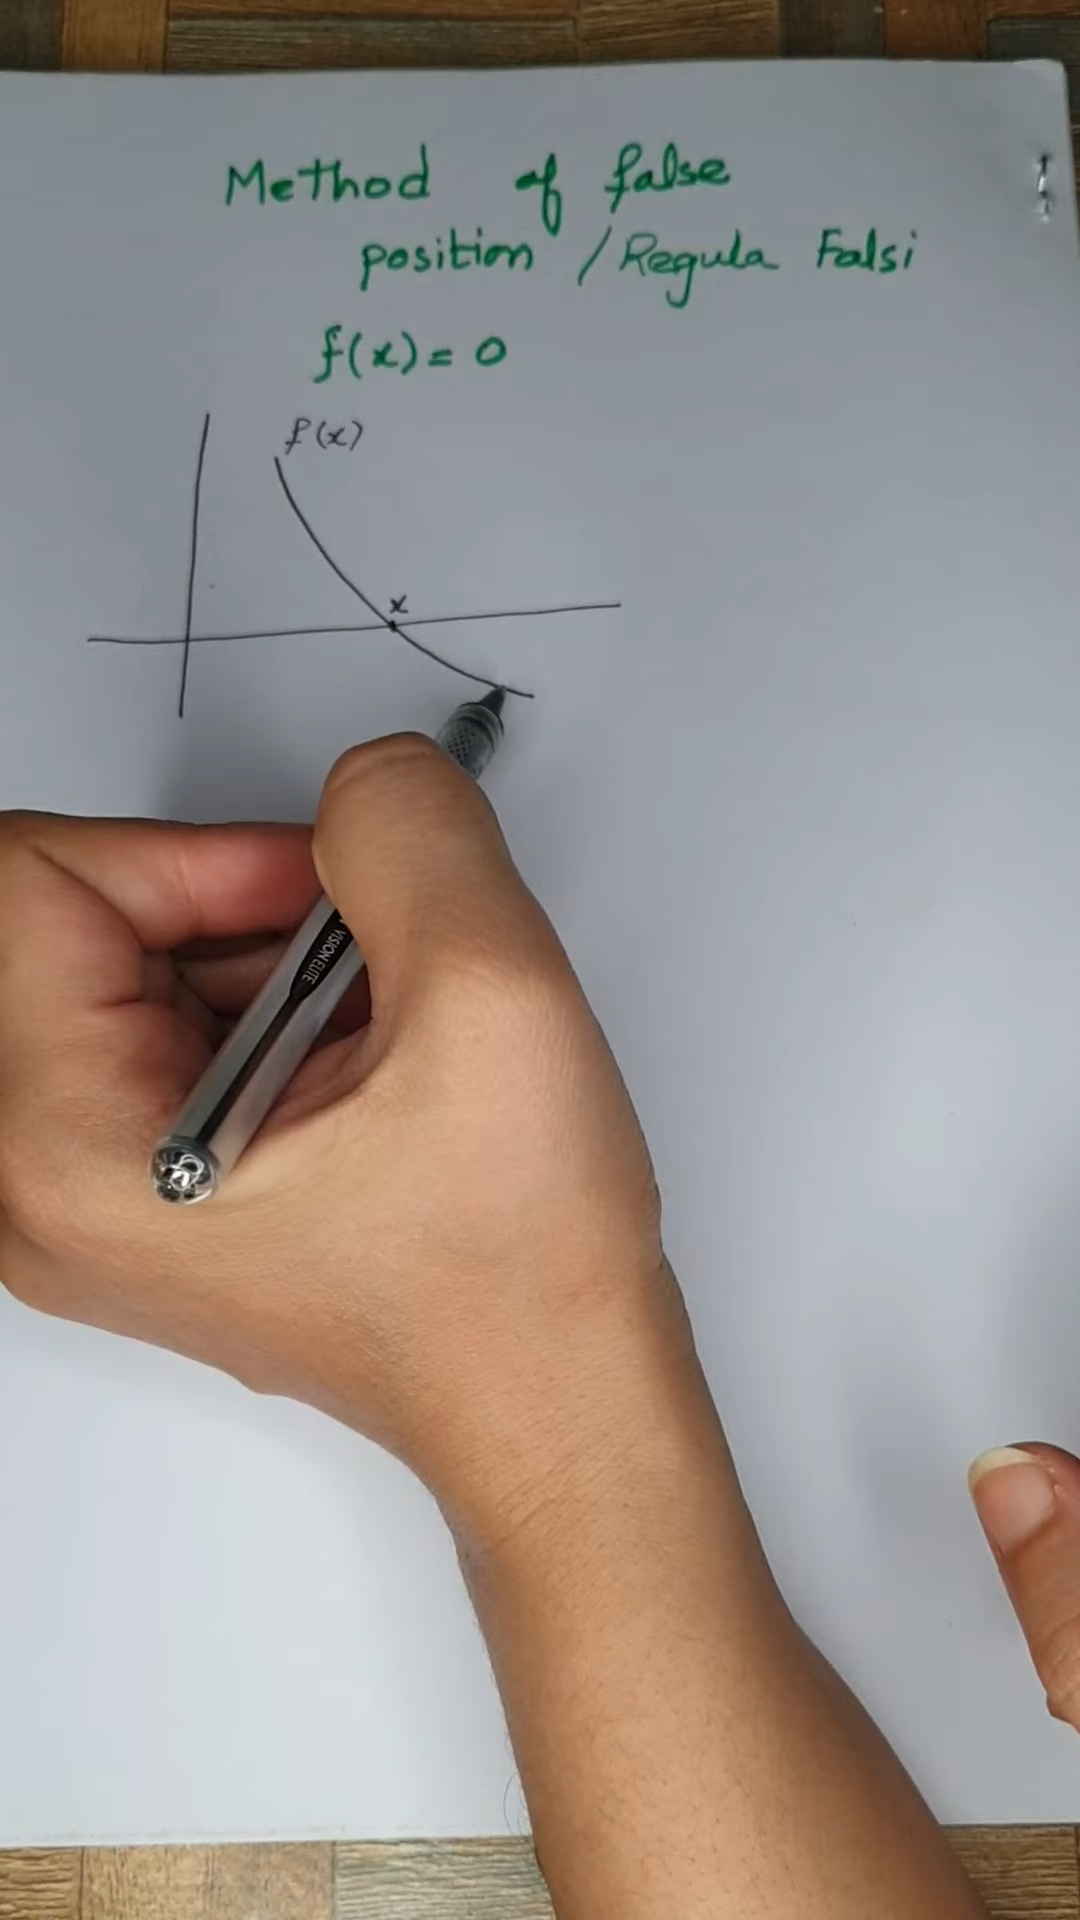 Method of false
position / Regula Falsi
f(x) = 0
f(x)
x
VISION ELITE